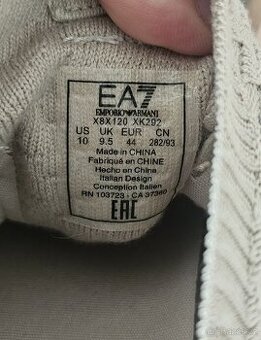 EA7
EMPORIO ARMANI
X8X120 XK292
US UK EUR CN
10 9.5 44 282/93
Made in CHINA
Fabriqué en CHINE
Hecho en CHINA
Italian Design
Conception Italien
RN 103723 - CA 37360
EAC